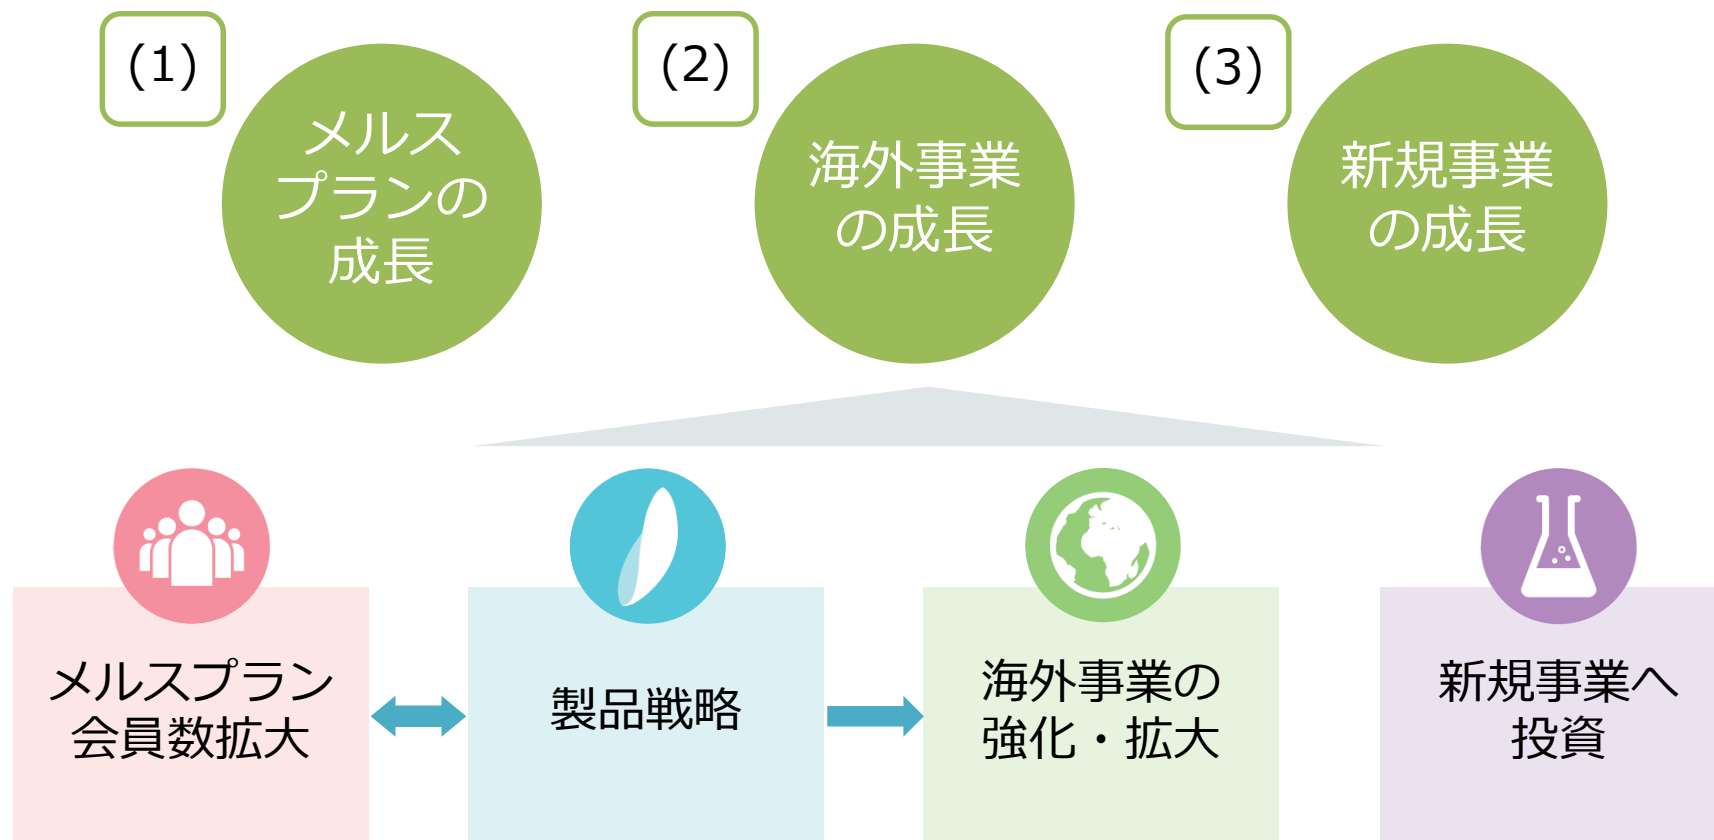 (1)
メルス
プランの
成長
(2)
海外事業
の成長
(3)
新規事業
の成長
メルスプラン
会員数拡大
製品戦略
海外事業の
強化・拡大
新規事業へ
投資